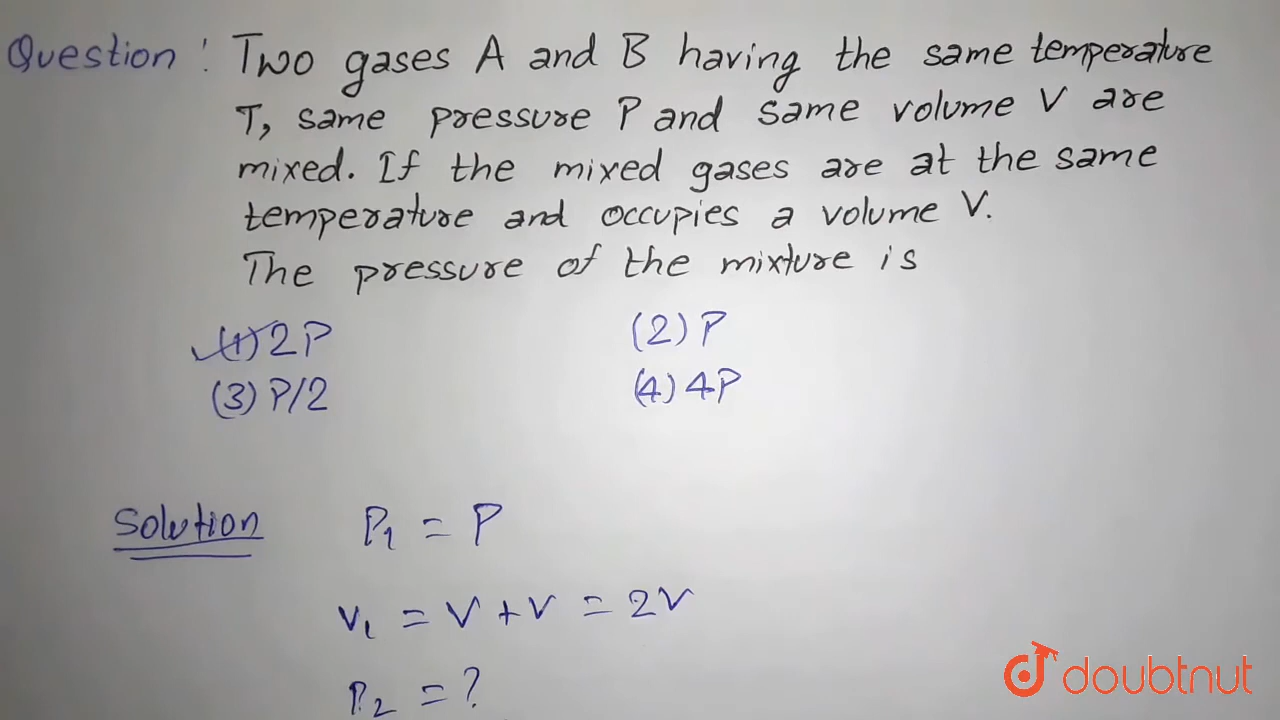 Question : Two gases A and B having the same temperature
T, same pressure P and same volume V are
mixed. If the mixed gases are at the same
temperature and occupies a volume V.
The pressure of the mixture is
(1) 2P (2) P
(3) P/2 (4) 4P
Solution P₁ = P
V₁ = V + V = 2V
P₂ = ?
doubtnut